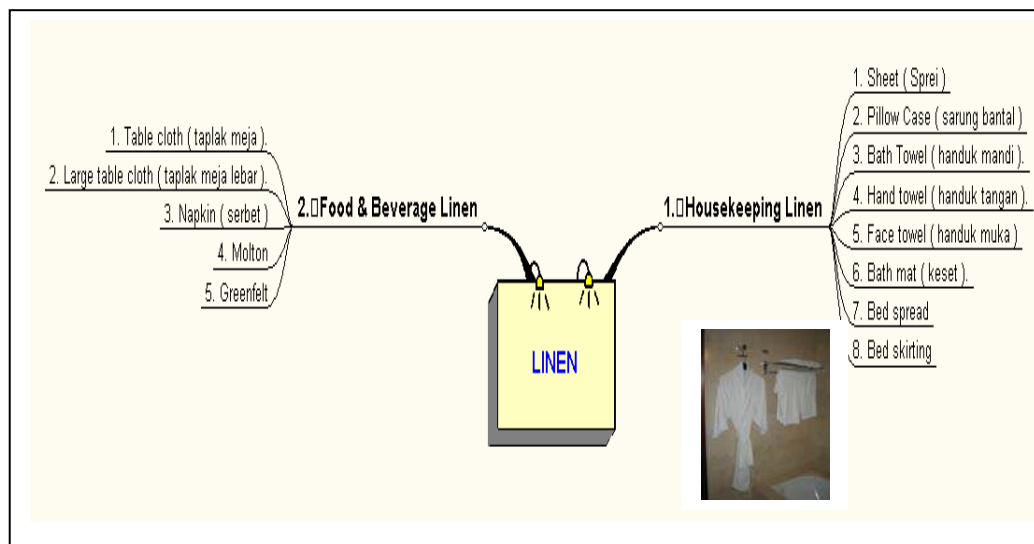 1. Sheet ( Sprei )
2. Pillow Case ( sarung bantal )
3. Bath Towel ( handuk mandi ).
4. Hand towel ( handuk tangan ).
5. Face towel ( handuk muka )
6. Bath mat ( keset ).
7. Bed spread
8. Bed skirting
1.▯Housekeeping Linen
1. Table cloth ( taplak meja ).
2. Large table cloth ( taplak meja lebar ).
3. Napkin ( serbet )
4. Molton
5. Greenfelt
2.▯Food & Beverage Linen
LINEN